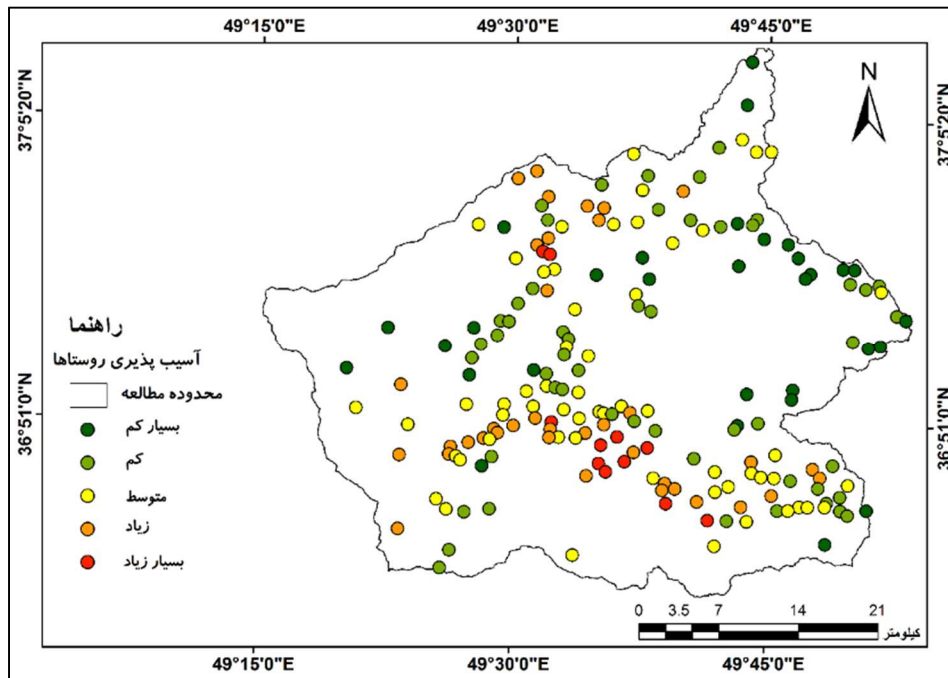 49°15'0"E 49°30'0"E 49°45'0"E
N
37°5'20"N 37°5'20"N
راهنما
آسیب پذیری روستاها
محدوده مطالعه
بسیار کم
کم
متوسط
زیاد
بسیار زیاد
36°51'0"N 36°51'0"N
0 3.5 7 14 21
کیلومتر
49°15'0"E 49°30'0"E 49°45'0"E